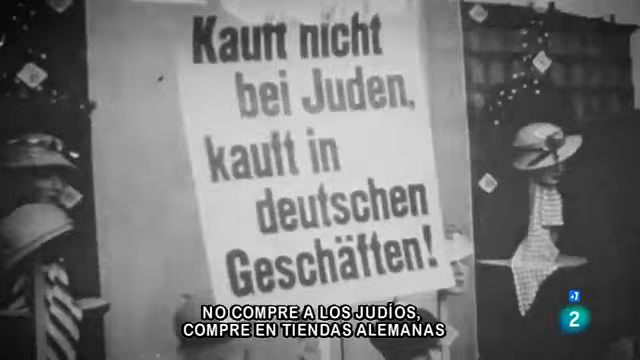 Kauft nicht
bei Juden,
kauft in
deutschen
Geschäften!
NO COMPRE A LOS JUDÍOS,
COMPRE EN TIENDAS ALEMANAS
2